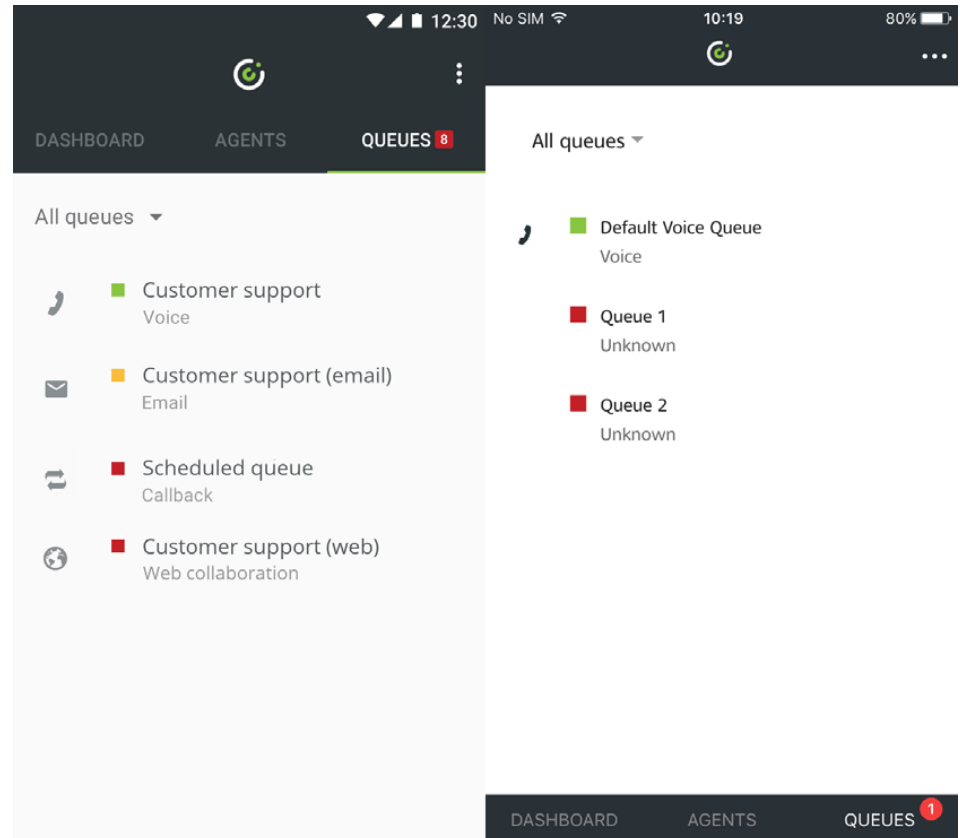 12:30
DASHBOARD AGENTS QUEUES 8
All queues
Customer support
Voice
Customer support (email)
Email
Scheduled queue
Callback
Customer support (web)
Web collaboration
No SIM 10:19 80%
All queues
Default Voice Queue
Voice
Queue 1
Unknown
Queue 2
Unknown
DASHBOARD AGENTS QUEUES 1